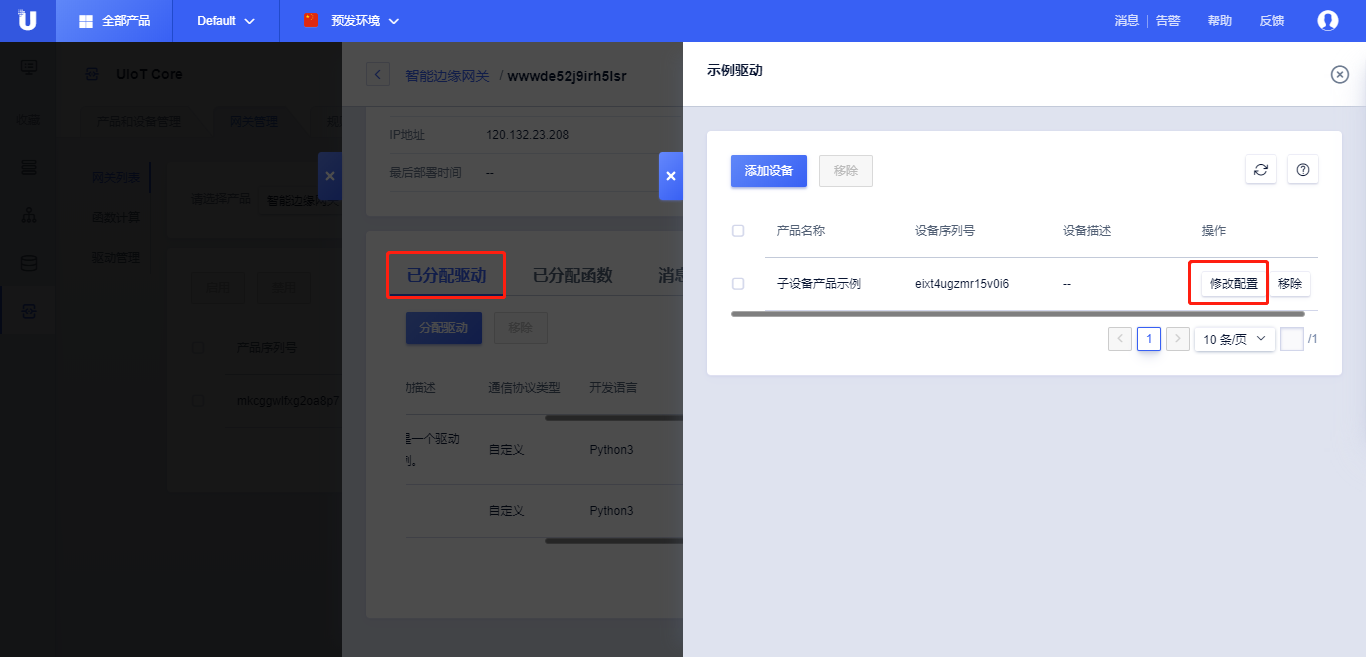 U 全部产品 Default 预发环境 消息 告警 帮助 反馈
UIoT Core
产品和设备管理 网关管理
网关列表
函数计算
驱动管理
请选择产品 智能边缘网关
产品序列号
智能边缘网关 / wwwde52j9irh5lsr
IP地址 120.132.23.208
最后部署时间 --
已分配驱动 已分配函数 消息
分配驱动 移除
动描述 通信协议类型 开发语言
是一个驱动
例。
自定义 Python3
自定义 Python3
示例驱动
添加设备 移除
产品名称 设备序列号 设备描述 操作
子设备产品示例 eixt4ugzmr15v0i6 -- 修改配置 移除
1 10 条/页 /1